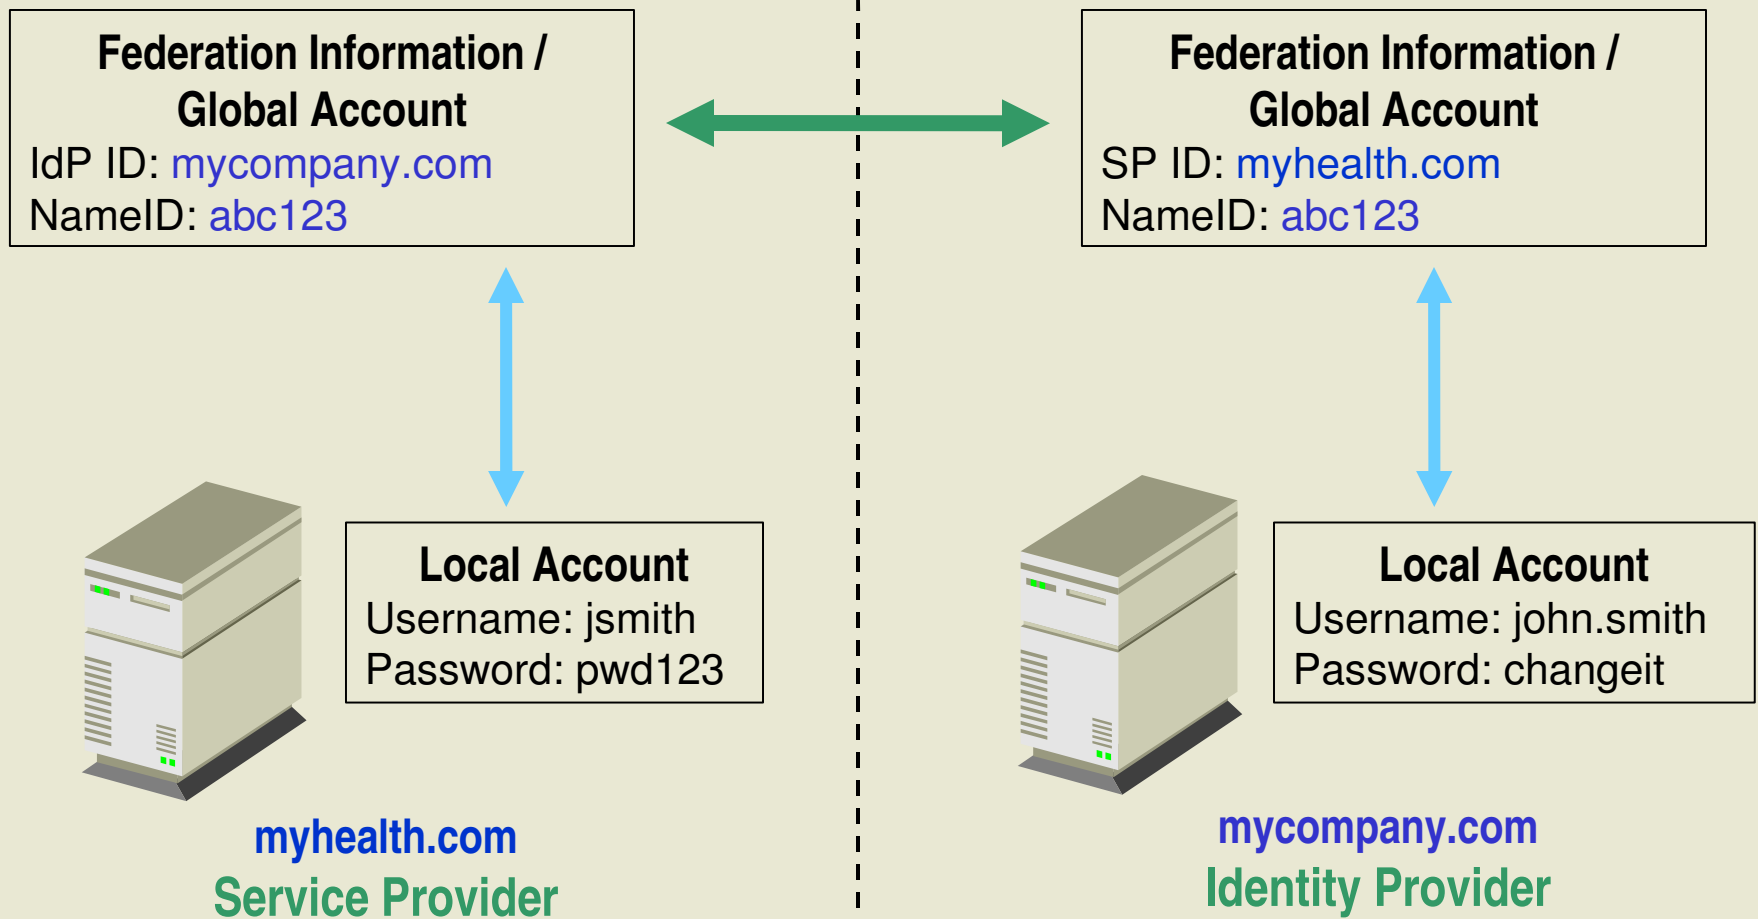 Federation Information /
Global Account
IdP ID: mycompany.com
NameID: abc123
Federation Information /
Global Account
SP ID: myhealth.com
NameID: abc123
Local Account
Username: jsmith
Password: pwd123
Local Account
Username: john.smith
Password: changeit
myhealth.com
Service Provider
mycompany.com
Identity Provider